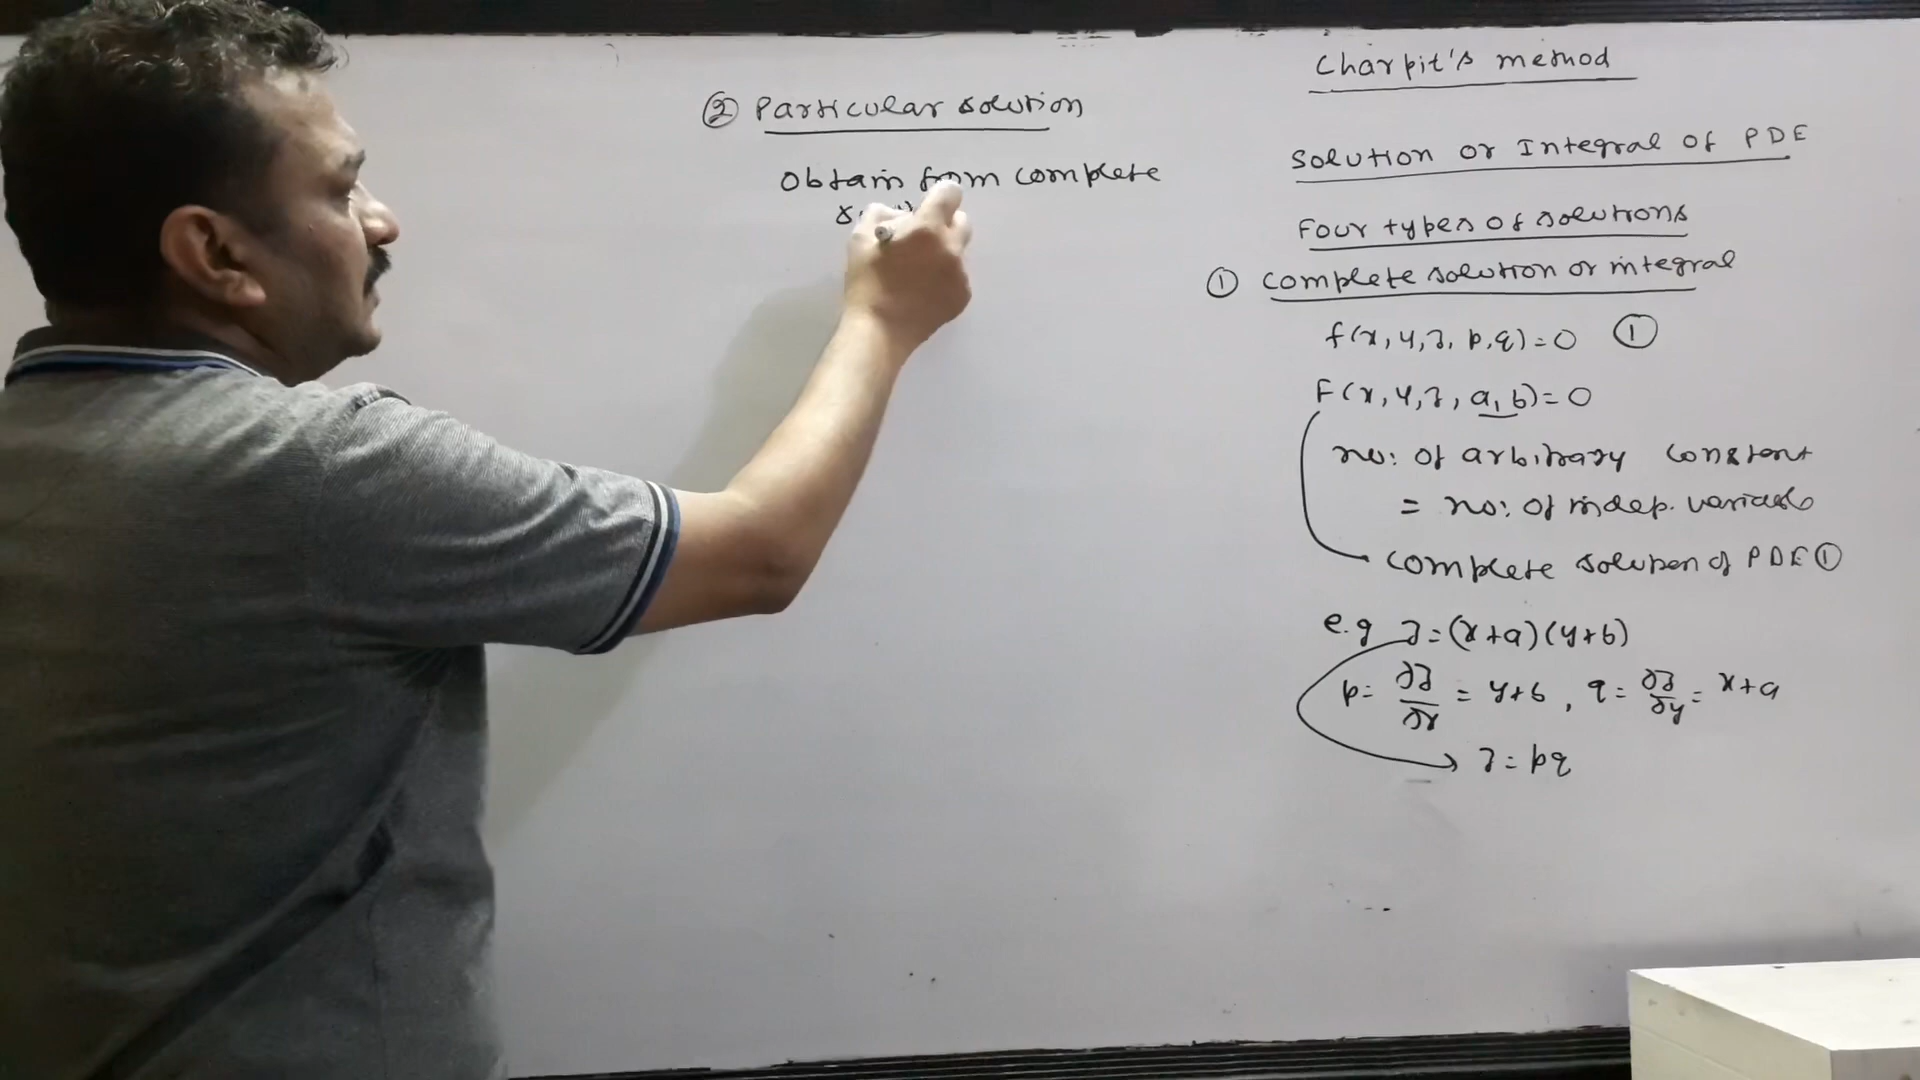 Charpit's method
Solution or Integral of PDE
Four types of solutions
① Complete solution or integral
f(x, y, z, p, q) = 0 ①
F(x, y, z, a, b) = 0
no: of arbitrary constant
= no: of indep. variable
Complete solution of PDE ①
e.g z = (x+a)(y+b)
p = ∂z/∂x = y+b, q = ∂z/∂y = x+a
z = pq
② Particular solution
Obtain from complete